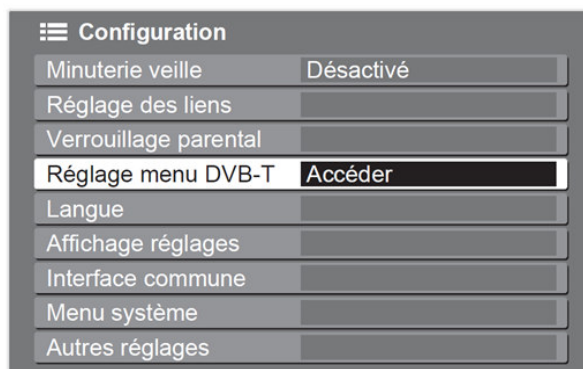 Configuration
Minuterie veille Désactivé
Réglage des liens
Verrouillage parental
Réglage menu DVB-T Accéder
Langue
Affichage réglages
Interface commune
Menu système
Autres réglages